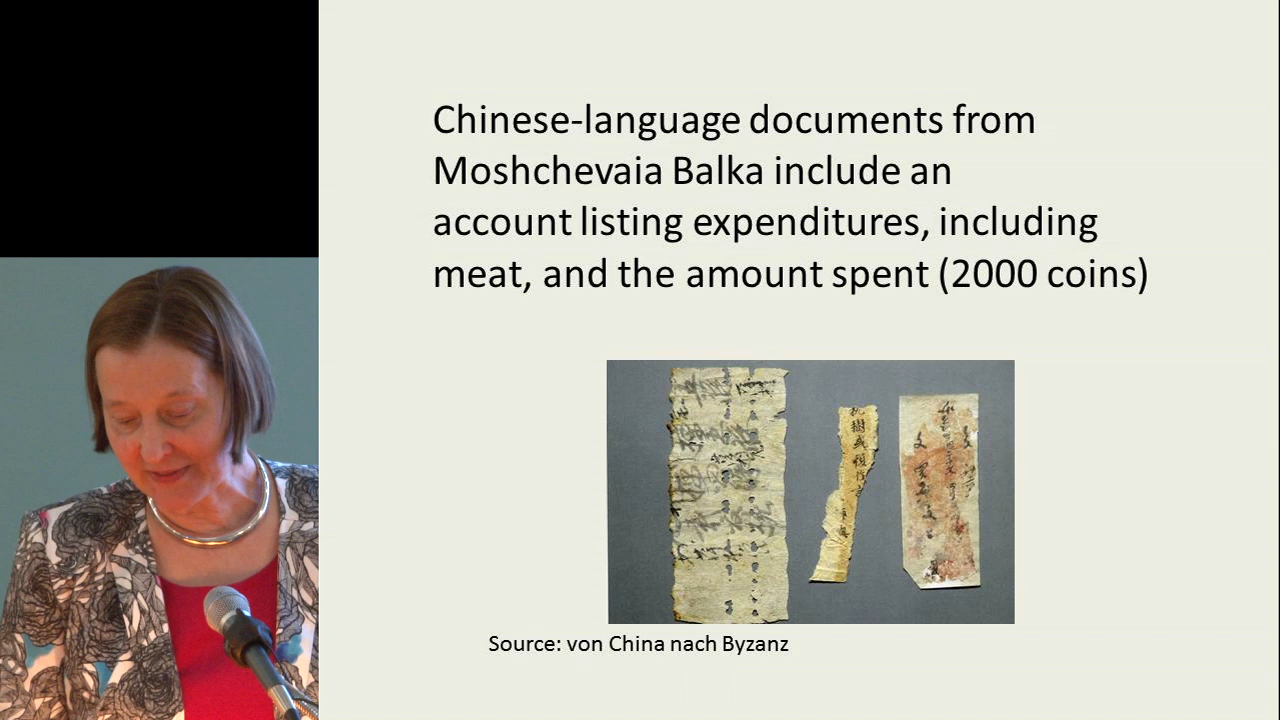 Chinese-language documents from
Moshchevaia Balka include an
account listing expenditures, including
meat, and the amount spent (2000 coins)
Source: von China nach Byzanz